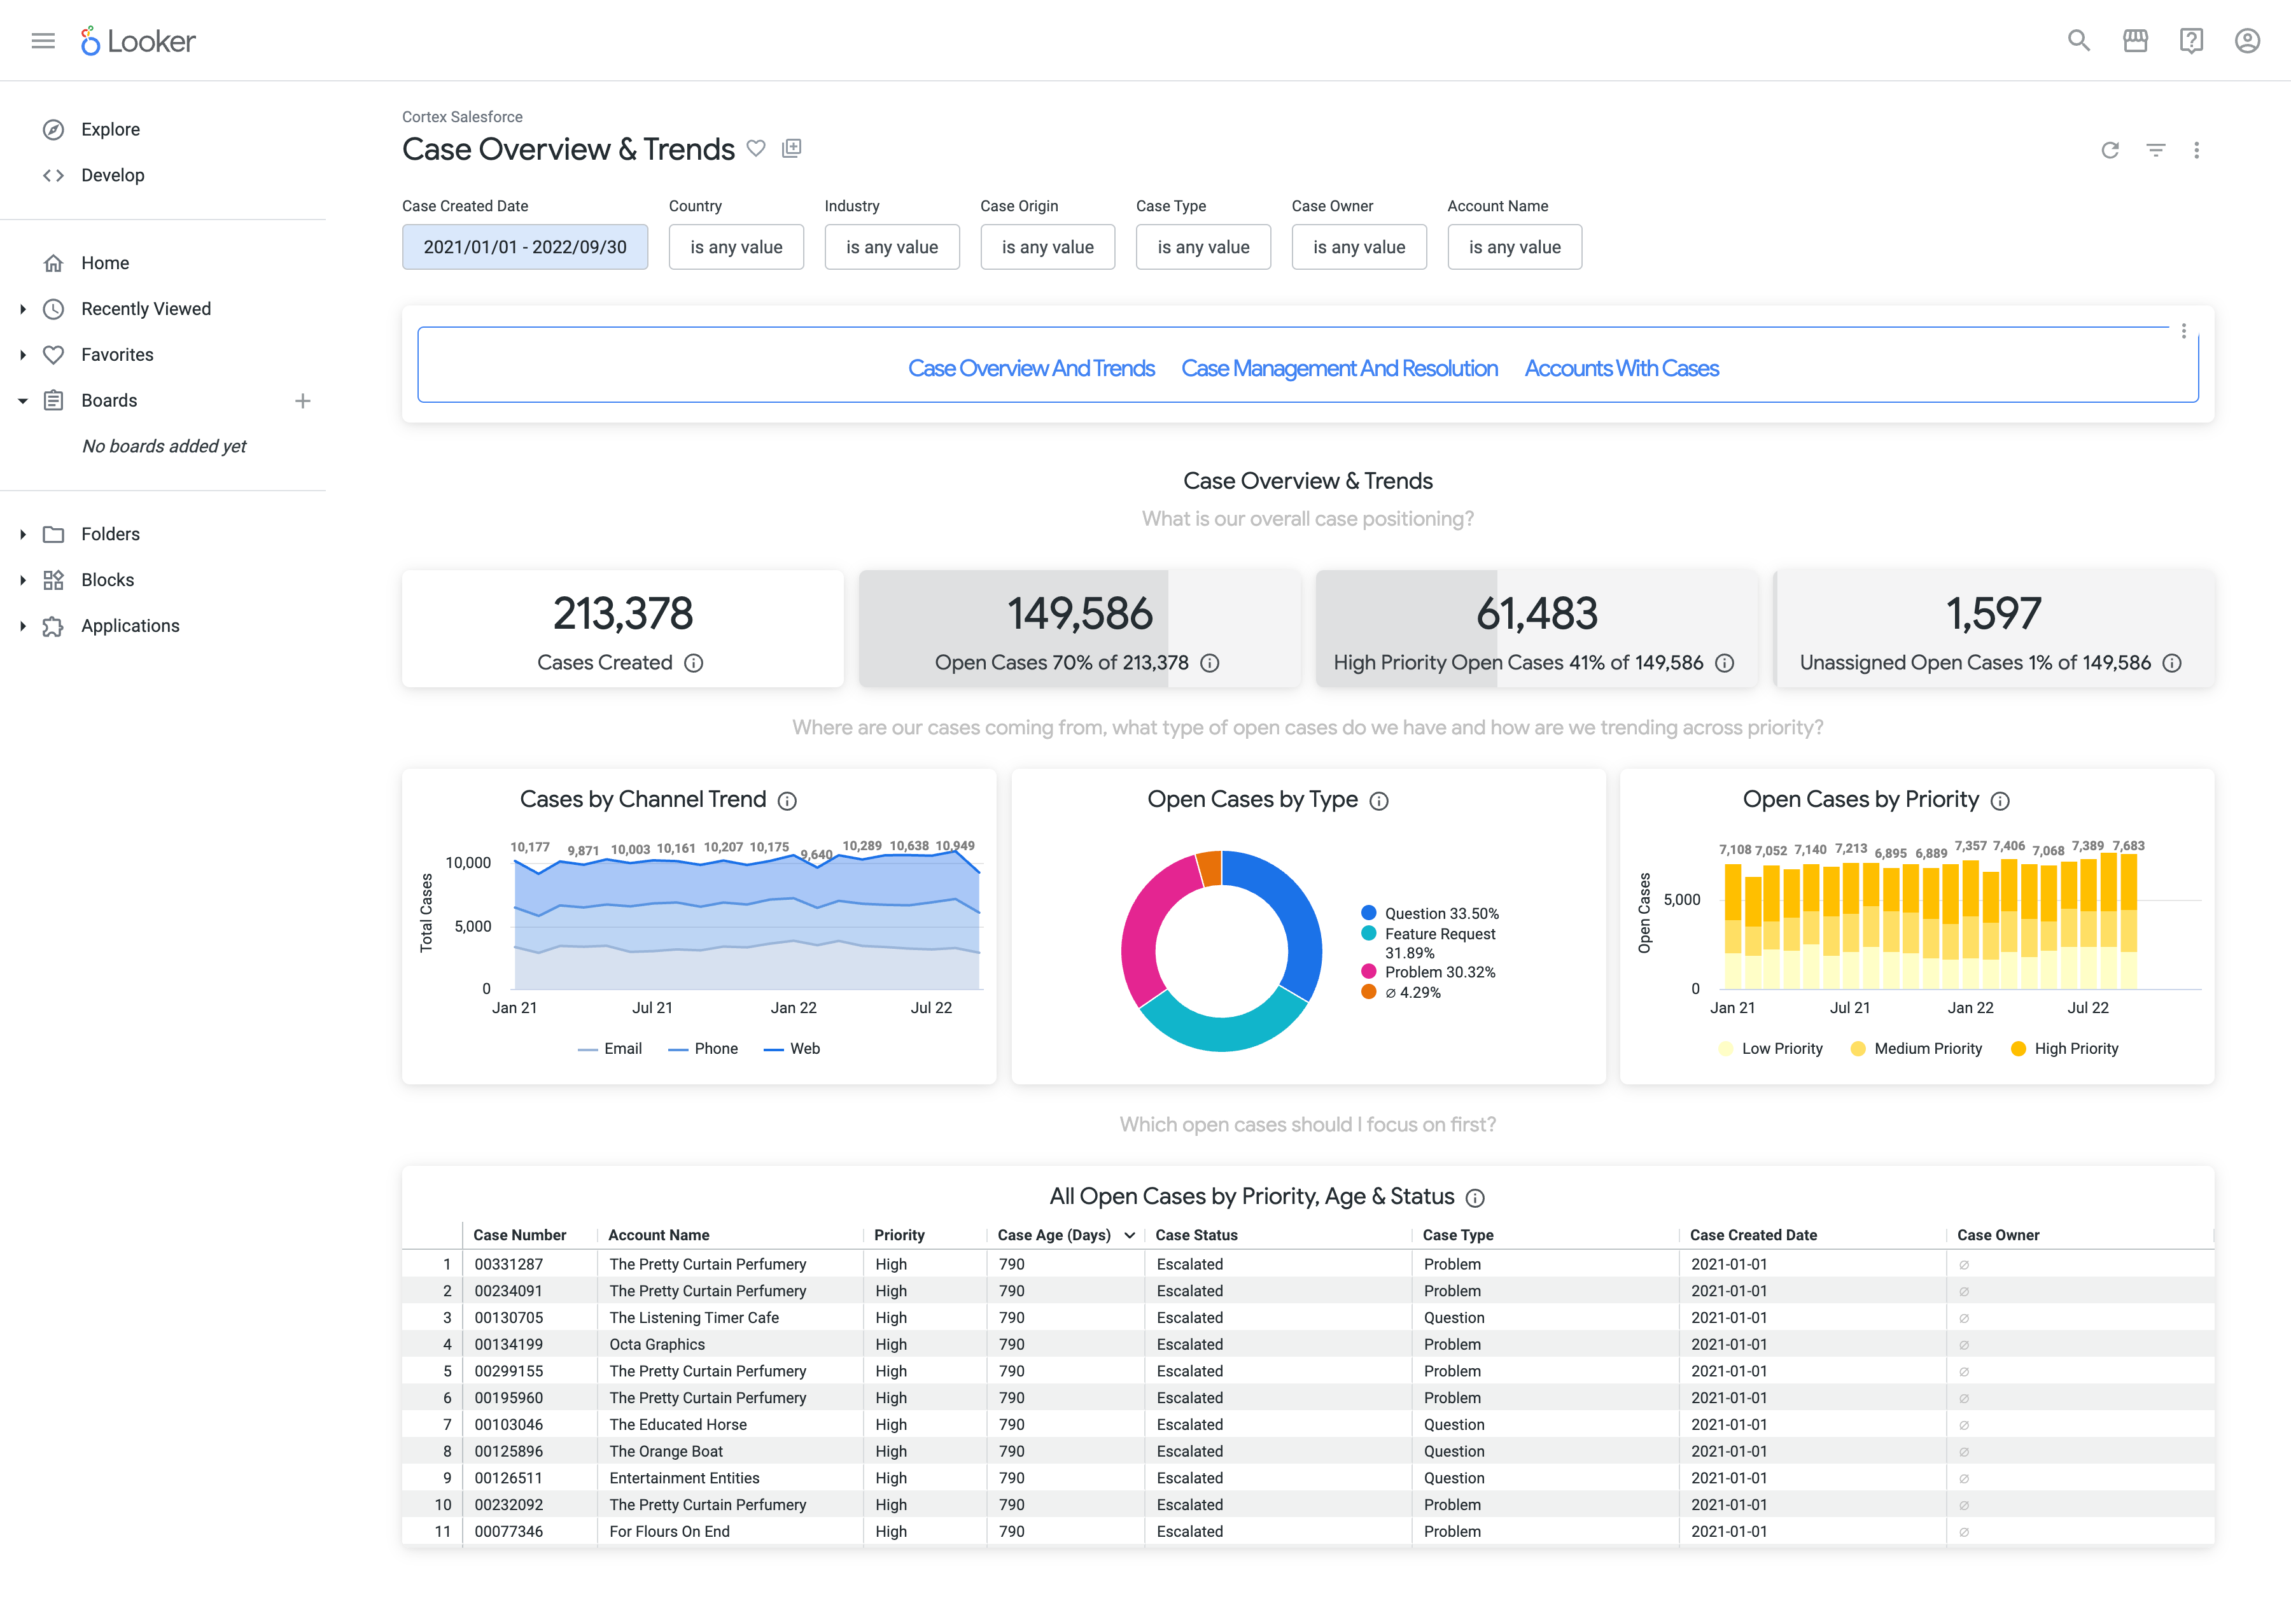 Looker
Explore
Develop
Home
Recently Viewed
Favorites
Boards
No boards added yet
Folders
Blocks
Applications
Cortex Salesforce
Case Overview & Trends
Case Created Date Country Industry Case Origin Case Type Case Owner Account Name
2021/01/01 - 2022/09/30 is any value is any value is any value is any value is any value is any value
Case Overview And Trends Case Management And Resolution Accounts With Cases
Case Overview & Trends
What is our overall case positioning?
213,378
Cases Created
149,586
Open Cases 70% of 213,378
61,483
High Priority Open Cases 41% of 149,586
1,597
Unassigned Open Cases 1% of 149,586
Where are our cases coming from, what type of open cases do we have and how are we trending across priority?
Cases by Channel Trend
10,177 9,871 10,003 10,161 10,207 10,175 9,640 10,289 10,638 10,949
Total Cases
10,000
5,000
0
Jan 21 Jul 21 Jan 22 Jul 22
Email Phone Web
Open Cases by Type
Question 33.50%
Feature Request
31.89%
Problem 30.32%
∅ 4.29%
Open Cases by Priority
7,108 7,052 7,140 7,213 6,895 6,889 7,357 7,406 7,068 7,389 7,683
Open Cases
5,000
0
Jan 21 Jul 21 Jan 22 Jul 22
Low Priority Medium Priority High Priority
Which open cases should I focus on first?
All Open Cases by Priority, Age & Status
Case Number Account Name Priority Case Age (Days) Case Status Case Type Case Created Date Case Owner
1 00331287 The Pretty Curtain Perfumery High 790 Escalated Problem 2021-01-01 ∅
2 00234091 The Pretty Curtain Perfumery High 790 Escalated Problem 2021-01-01 ∅
3 00130705 The Listening Timer Cafe High 790 Escalated Question 2021-01-01 ∅
4 00134199 Octa Graphics High 790 Escalated Problem 2021-01-01 ∅
5 00299155 The Pretty Curtain Perfumery High 790 Escalated Problem 2021-01-01 ∅
6 00195960 The Pretty Curtain Perfumery High 790 Escalated Problem 2021-01-01 ∅
7 00103046 The Educated Horse High 790 Escalated Question 2021-01-01 ∅
8 00125896 The Orange Boat High 790 Escalated Question 2021-01-01 ∅
9 00126511 Entertainment Entities High 790 Escalated Question 2021-01-01 ∅
10 00232092 The Pretty Curtain Perfumery High 790 Escalated Problem 2021-01-01 ∅
11 00077346 For Flours On End High 790 Escalated Problem 2021-01-01 ∅